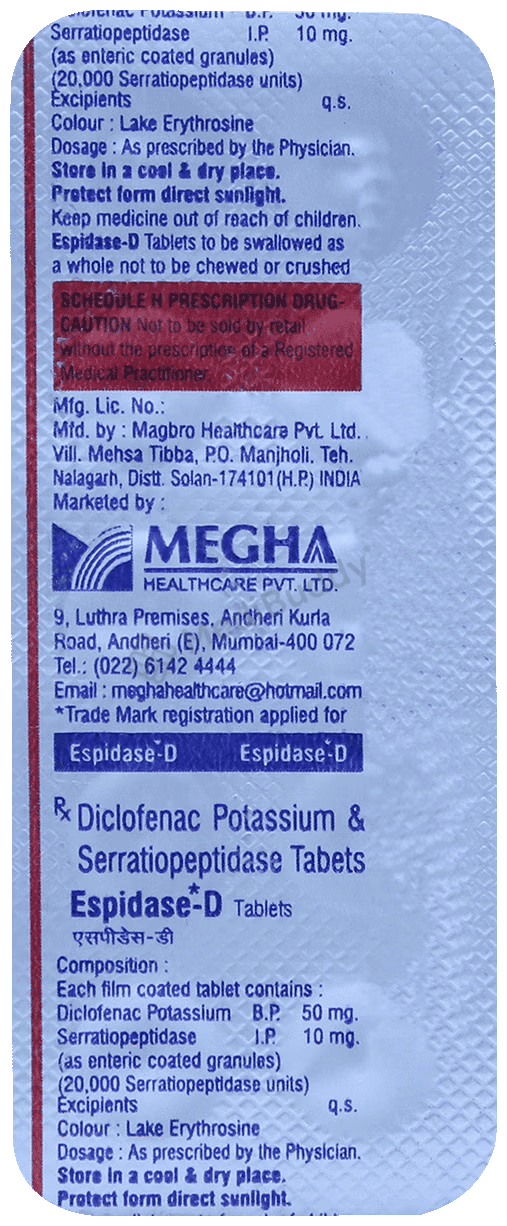 Diclofenac Potassium B.P. 50 mg.
Serratiopeptidase I.P. 10 mg.
(as enteric coated granules)
(20,000 Serratiopeptidase units)
Excipients q.s.
Colour : Lake Erythrosine
Dosage : As prescribed by the Physician.
Store in a cool & dry place.
Protect form direct sunlight.
Keep medicine out of reach of children.
Espidase-D Tablets to be swallowed as
a whole not to be chewed or crushed
SCHEDULE H PRESCRIPTION DRUG-
CAUTION Not to be sold by retail
without the prescription of a Registered
Medical Practitioner
Mfg. Lic. No.:
Mfd. by : Magbro Healthcare Pvt. Ltd.
Vill. Mehsa Tibba, P.O. Manjholi, Teh.
Nalagarh, Distt. Solan-174101(H.P.) INDIA
Marketed by :
MEGHA
HEALTHCARE PVT. LTD.
9, Luthra Premises, Andheri Kurla
Road, Andheri (E), Mumbai-400 072
Tel.: (022) 6142 4444
Email : meghahealthcare@hotmail.com
*Trade Mark registration applied for
Espidase*-D Espidase*-D
Rx Diclofenac Potassium &
Serratiopeptidase Tabets
Espidase*-D Tablets
एसपीडेस-डी
Composition :
Each film coated tablet contains :
Diclofenac Potassium B.P. 50 mg.
Serratiopeptidase I.P. 10 mg.
(as enteric coated granules)
(20,000 Serratiopeptidase units)
Excipients q.s.
Colour : Lake Erythrosine
Dosage : As prescribed by the Physician.
Store in a cool & dry place.
Protect form direct sunlight.